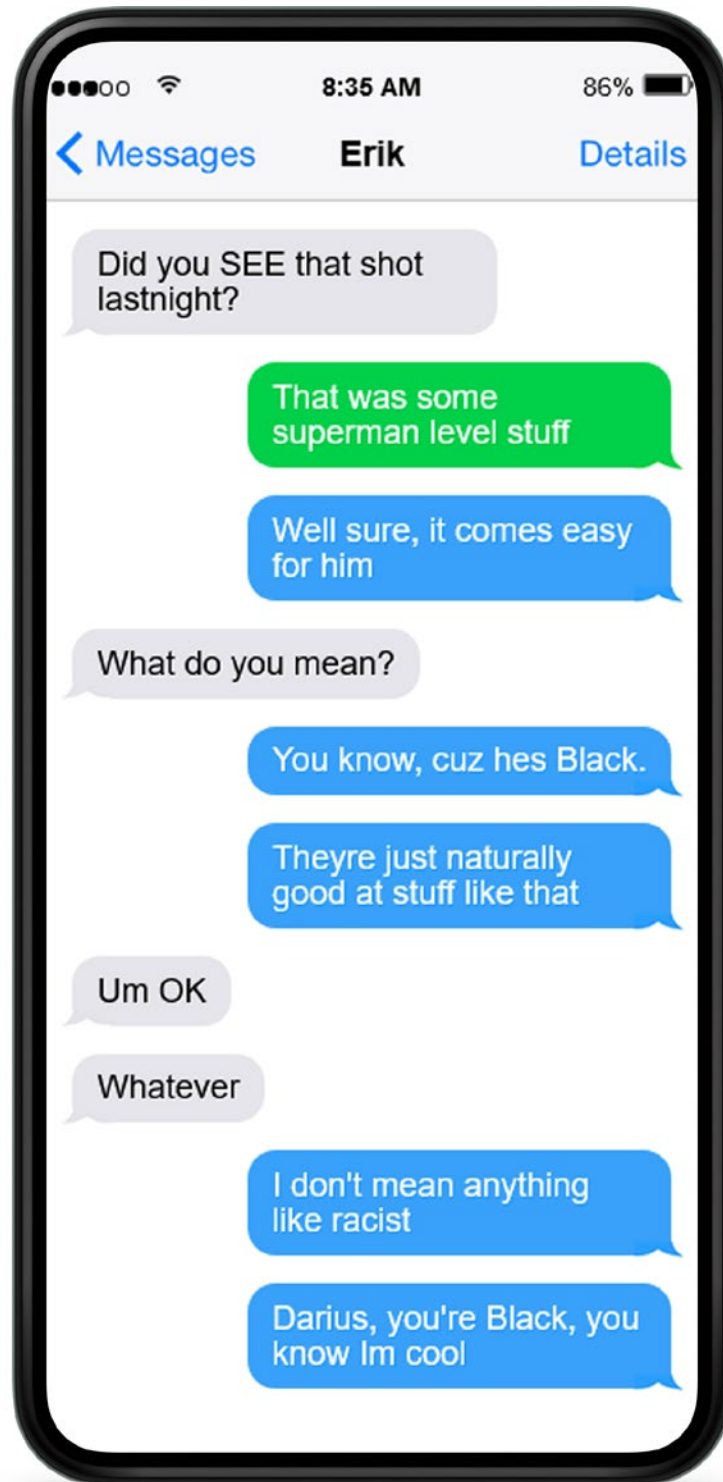 8:35 AM
86%
Messages
Erik
Details
Did you SEE that shot
lastnight?
That was some
superman level stuff
Well sure, it comes easy
for him
What do you mean?
You know, cuz hes Black.
Theyre just naturally
good at stuff like that
Um OK
Whatever
I don't mean anything
like racist
Darius, you're Black, you
know Im cool